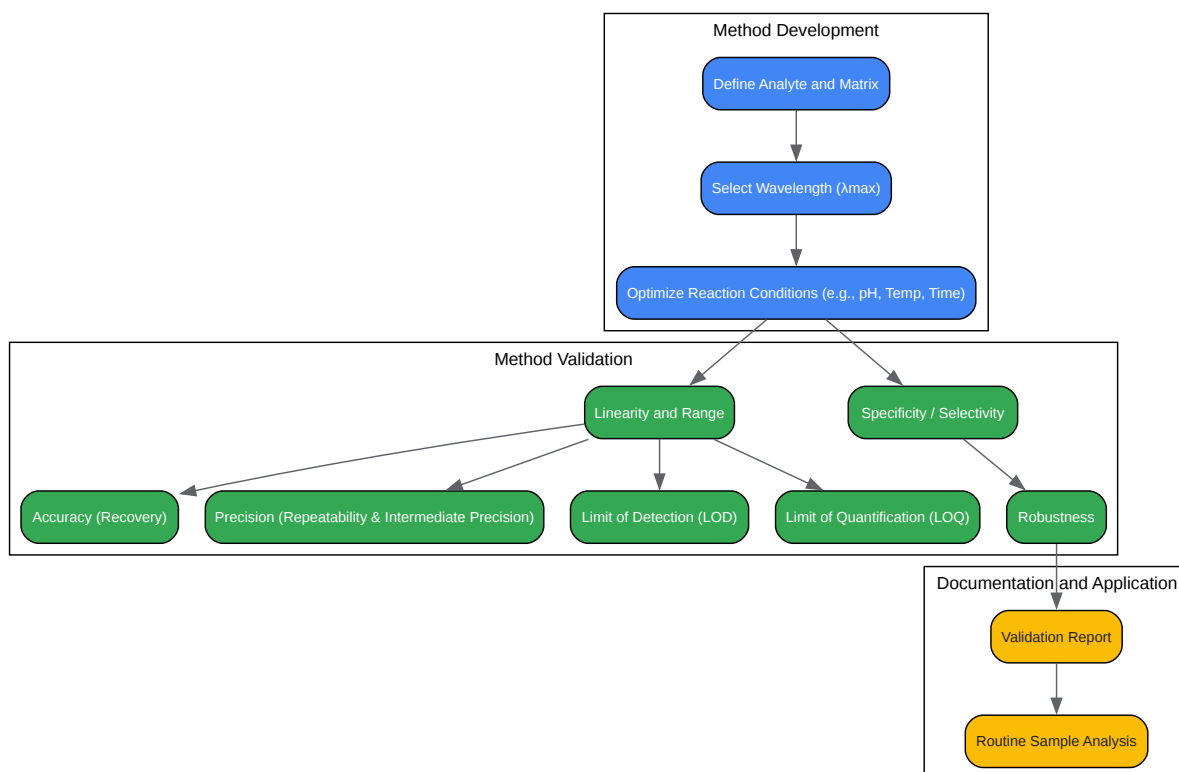 Method Development
Define Analyte and Matrix
Select Wavelength (λmax)
Optimize Reaction Conditions (e.g., pH, Temp, Time)
Method Validation
Linearity and Range
Specificity / Selectivity
Accuracy (Recovery)
Precision (Repeatability & Intermediate Precision)
Limit of Detection (LOD)
Limit of Quantification (LOQ)
Robustness
Documentation and Application
Validation Report
Routine Sample Analysis